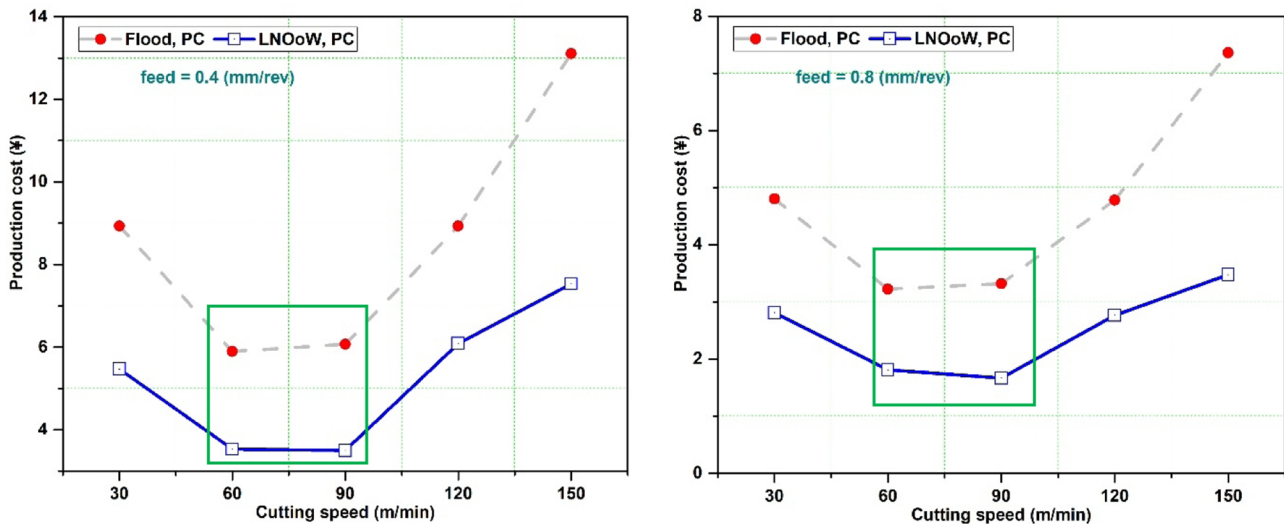 Flood, PC LNOoW, PC
feed = 0.4 (mm/rev)
Production cost (¥)
14
12
10
8
6
4
30 60 90 120 150
Cutting speed (m/min)
Flood, PC LNOoW, PC
feed = 0.8 (mm/rev)
Production cost (¥)
8
6
4
2
0
30 60 90 120 150
Cutting speed (m/min)